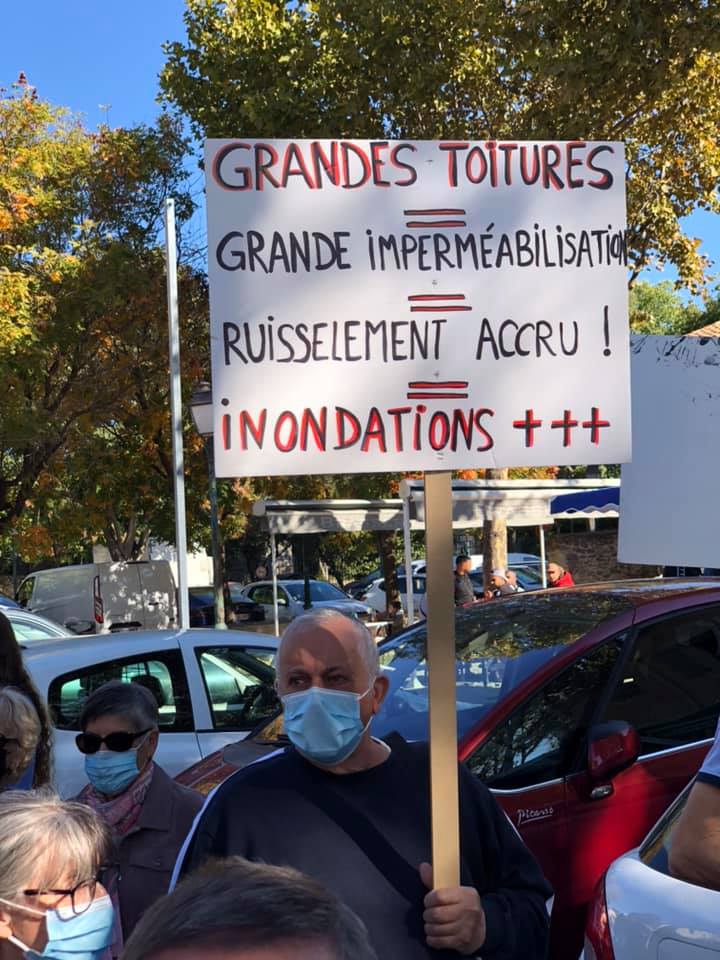 GRANDES TOITURES
=
GRANDE IMPERMÉABILISATION
=
RUISSELEMENT ACCRU !
=
INONDATIONS +++
Picasso